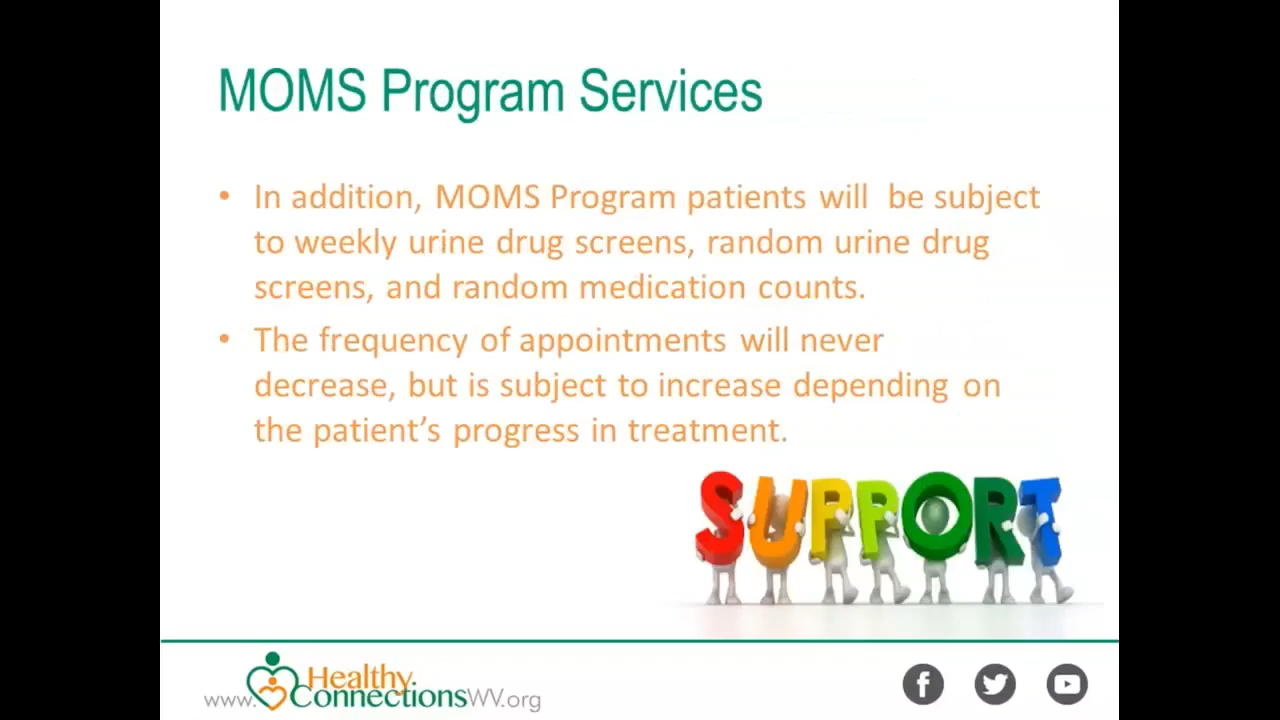 MOMS Program Services
• In addition, MOMS Program patients will be subject
to weekly urine drug screens, random urine drug
screens, and random medication counts.
• The frequency of appointments will never
decrease, but is subject to increase depending on
the patient’s progress in treatment.
SUPPORT
www.HealthyConnectionsWV.org